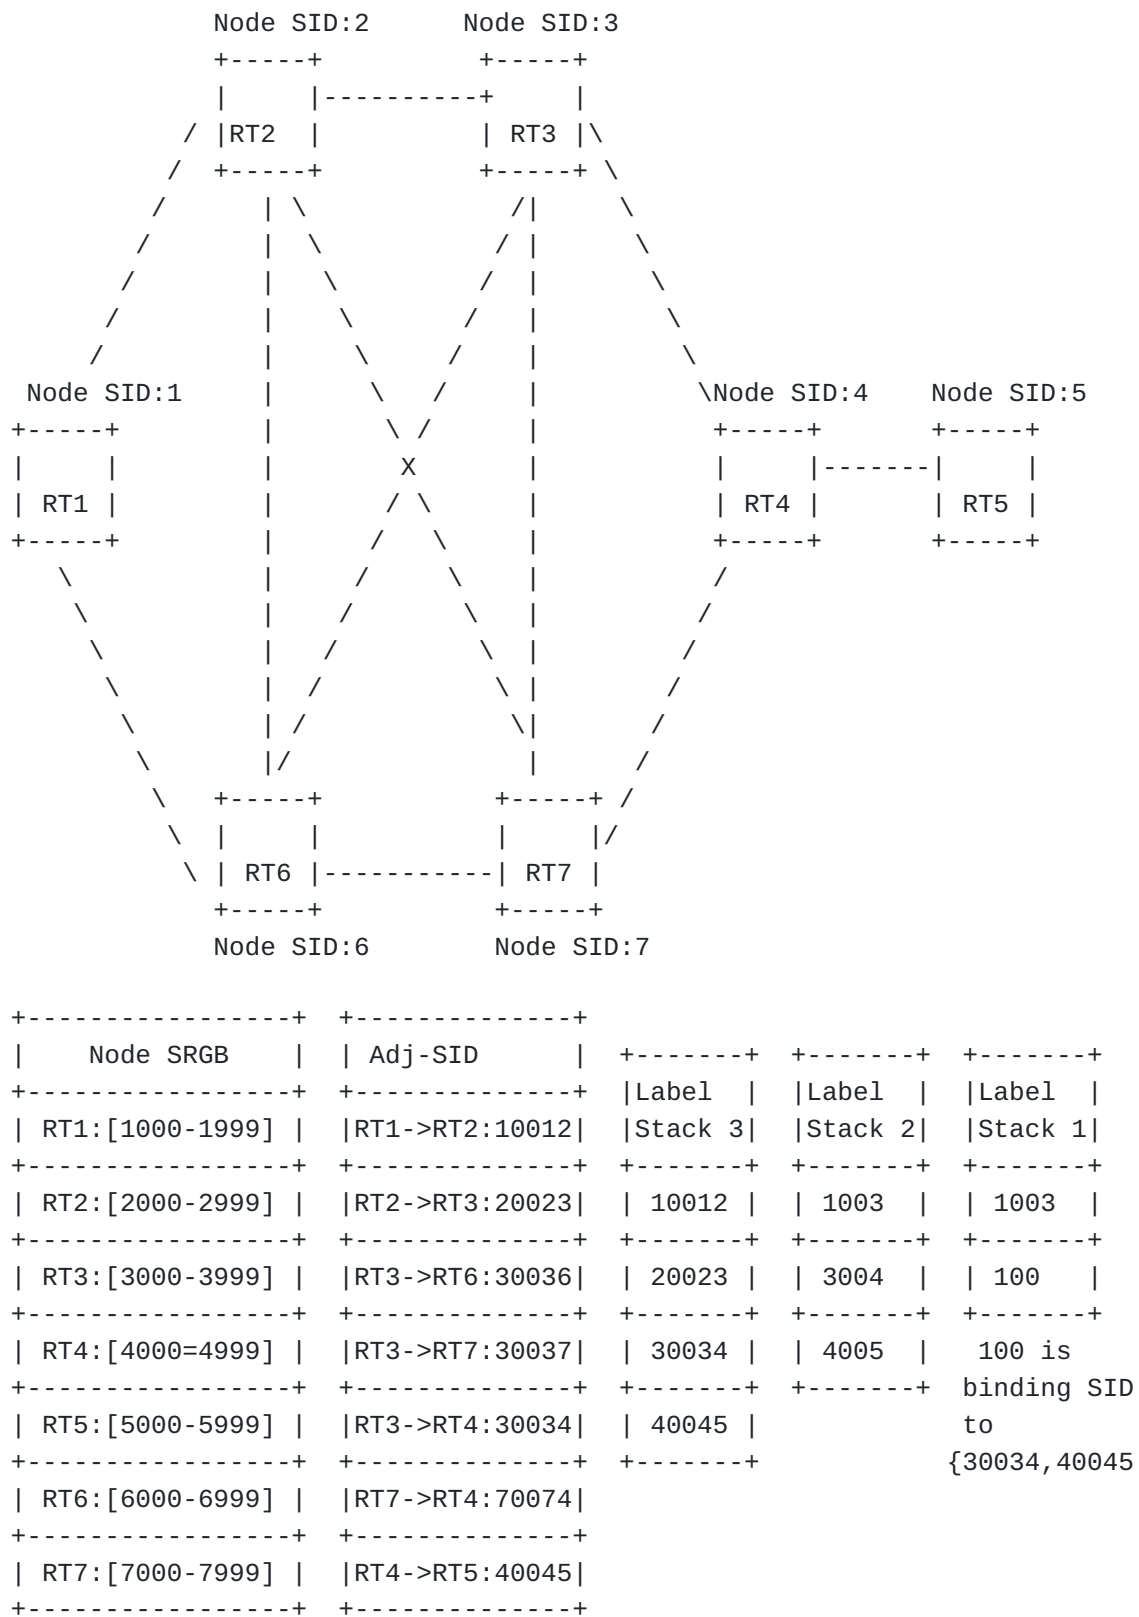 Node SID:2      Node SID:3
             +-----+          +-----+
             |     |----------+     |
           / |RT2  |          | RT3 |\
          /  +-----+          +-----+ \
         /      | \             /|     \
        /       |  \           / |      \
       /        |   \         /  |       \
      /         |    \       /   |        \
     /          |     \     /    |         \
 Node SID:1     |      \   /     |          \Node SID:4    Node SID:5
+-----+         |       \ /      |           +-----+       +-----+
|     |         |        X       |           |     |-------|     |
| RT1 |         |       / \      |           | RT4 |       | RT5 |
+-----+         |      /   \     |           +-----+       +-----+
   \            |     /     \    |           /
    \           |    /       \   |          /
     \          |   /         \  |         /
      \         |  /           \ |        /
       \        | /             \|       /
        \       |/               |      /
         \   +-----+           +-----+ /
          \  |     |           |     |/
           \ | RT6 |-----------| RT7 |
             +-----+           +-----+
             Node SID:6        Node SID:7
+-----------------+  +--------------+
|    Node SRGB    |  | Adj-SID      |  +-------+  +-------+  +-------+
+-----------------+  +--------------+  |Label  |  |Label  |  |Label  |
| RT1:[1000-1999] |  |RT1->RT2:10012|  |Stack 3|  |Stack 2|  |Stack 1|
+-----------------+  +--------------+  +-------+  +-------+  +-------+
| RT2:[2000-2999] |  |RT2->RT3:20023|  | 10012 |  | 1003  |  | 1003  |
+-----------------+  +--------------+  +-------+  +-------+  +-------+
| RT3:[3000-3999] |  |RT3->RT6:30036|  | 20023 |  | 3004  |  | 100   |
+-----------------+  +--------------+  +-------+  +-------+  +-------+
| RT4:[4000=4999] |  |RT3->RT7:30037|  | 30034 |  | 4005  |   100 is
+-----------------+  +--------------+  +-------+  +-------+  binding SID
| RT5:[5000-5999] |  |RT3->RT4:30034|  | 40045 |             to
+-----------------+  +--------------+  +-------+            {30034,40045
| RT6:[6000-6999] |  |RT7->RT4:70074|
+-----------------+  +--------------+
| RT7:[7000-7999] |  |RT4->RT5:40045|
+-----------------+  +--------------+